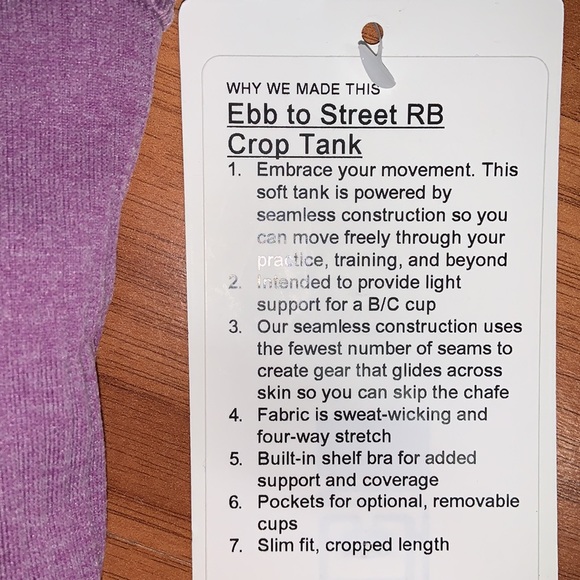 WHY WE MADE THIS
Ebb to Street RB
Crop Tank
1. Embrace your movement. This
soft tank is powered by
seamless construction so you
can move freely through your
practice, training, and beyond
2. Intended to provide light
support for a B/C cup
3. Our seamless construction uses
the fewest number of seams to
create gear that glides across
skin so you can skip the chafe
4. Fabric is sweat-wicking and
four-way stretch
5. Built-in shelf bra for added
support and coverage
6. Pockets for optional, removable
cups
7. Slim fit, cropped length